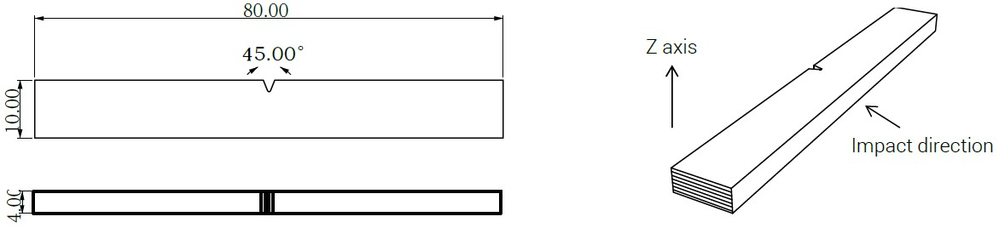 80.00
45.00°
10.00
4.00
Z axis
Impact direction